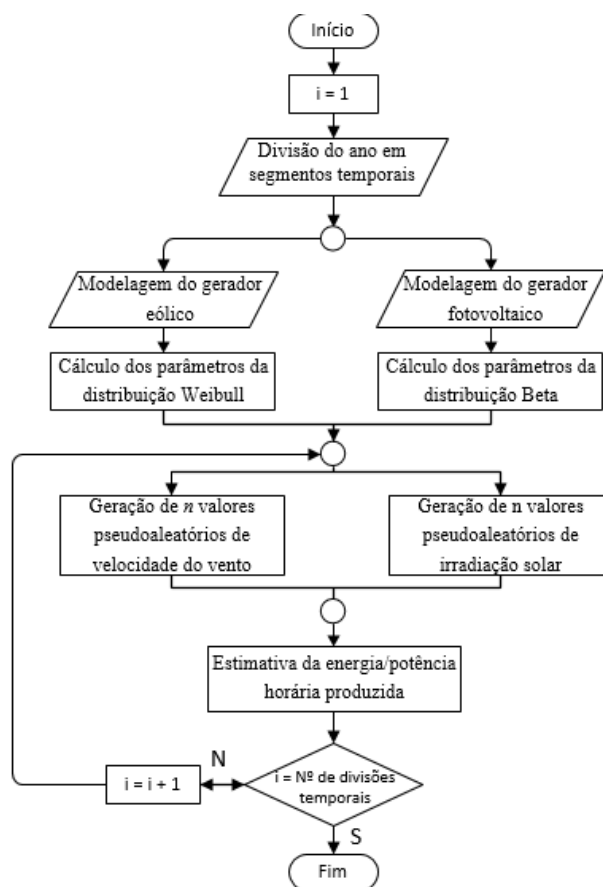 Início
i = 1
Divisão do ano em
segmentos temporais
Modelagem do gerador
eólico
Modelagem do gerador
fotovoltaico
Cálculo dos parâmetros da
distribuição Weibull
Cálculo dos parâmetros da
distribuição Beta
Geração de n valores
pseudoaleatórios de
velocidade do vento
Geração de n valores
pseudoaleatórios de
irradiação solar
Estimativa da energia/potência
horária produzida
i = Nº de divisões
temporais
N
i = i + 1
S
Fim